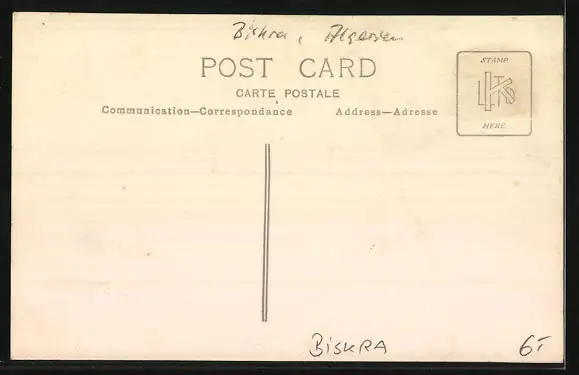 Biskra, Algerien
POST CARD
CARTE POSTALE
Communication—Correspondance Address—Adresse
STAMP
HERE.
BISKRA 6T